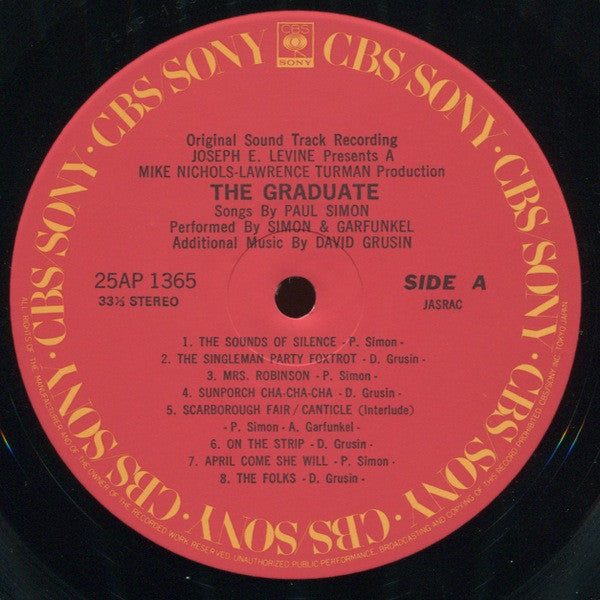 CBS
SONY
CBS/SONY · CBS/SONY · CBS/SONY · CBS/SONY · CBS/SONY · CBS/SONY · CBS/SONY · CBS/SONY
Original Sound Track Recording
JOSEPH E. LEVINE Presents A
MIKE NICHOLS-LAWRENCE TURMAN Production
THE GRADUATE
Songs By PAUL SIMON
Performed By SIMON & GARFUNKEL
Additional Music By DAVID GRUSIN
25AP 1365
33⅓ STEREO
SIDE A
JASRAC
1. THE SOUNDS OF SILENCE - P. Simon -
2. THE SINGLEMAN PARTY FOXTROT - D. Grusin -
3. MRS. ROBINSON - P. Simon -
4. SUNPORCH CHA-CHA-CHA - D. Grusin -
5. SCARBOROUGH FAIR / CANTICLE (Interlude)
- P. Simon - A. Garfunkel -
6. ON THE STRIP - D. Grusin -
7. APRIL COME SHE WILL - P. Simon -
8. THE FOLKS - D. Grusin -
ALL RIGHTS OF THE MANUFACTURER AND OF THE OWNER OF THE RECORDED WORK RESERVED. UNAUTHORIZED PUBLIC PERFORMANCE, BROADCASTING AND COPYING OF THIS RECORD PROHIBITED. CBS/SONY INC. TOKYO JAPAN